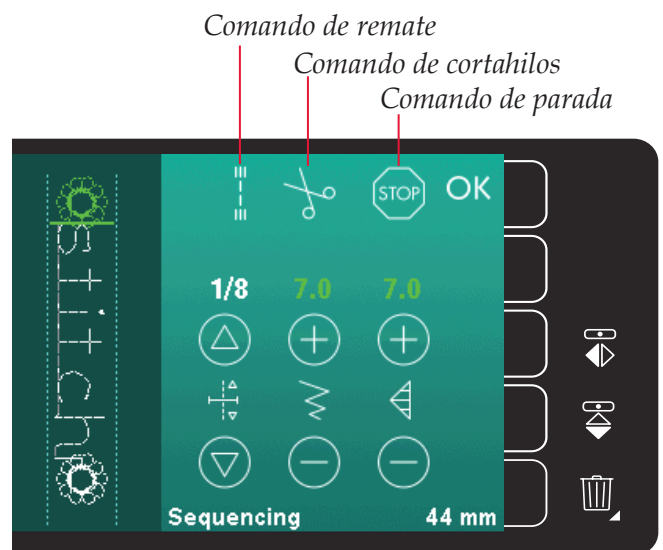 Comando de remate
Comando de cortahilos
Comando de parada
STOP OK
1/8 7.0 7.0
stitch
Sequencing 44 mm